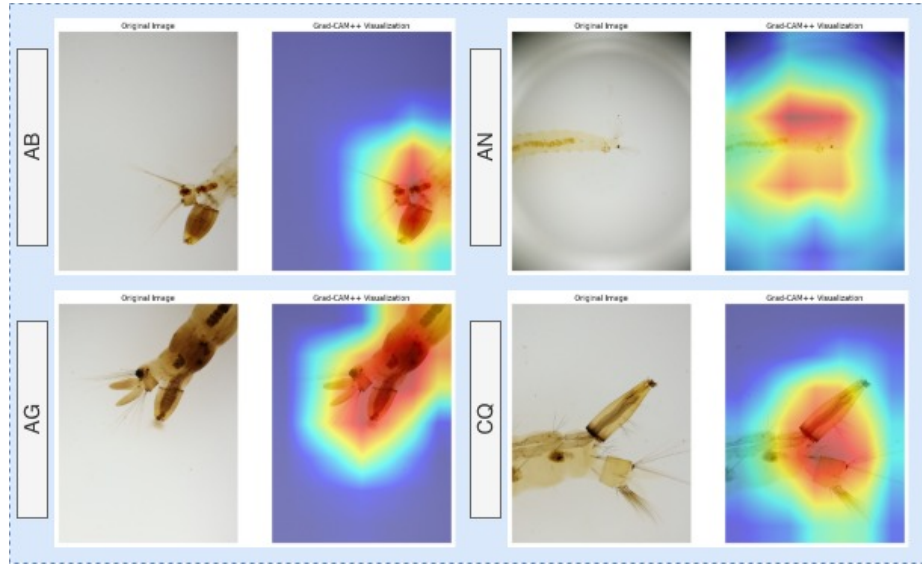 Original Image
Grad-CAM++ Visualization
Original Image
Grad-CAM++ Visualization
AB
AN
Original Image
Grad-CAM++ Visualization
Original Image
Grad-CAM++ Visualization
AG
CQ